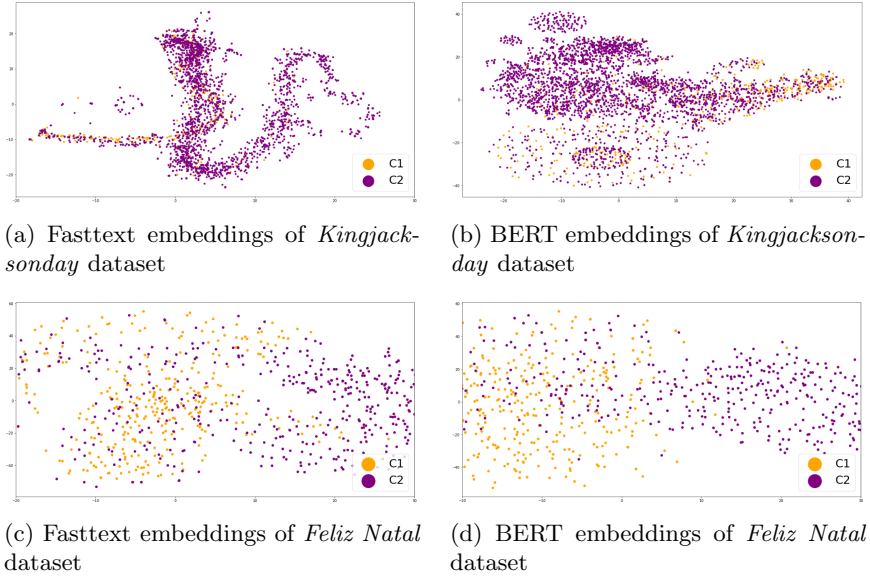 C1
C2
C1
C2
(a) Fasttext embeddings of Kingjack-
sonday dataset
(b) BERT embeddings of Kingjackson-
day dataset
C1
C2
C1
C2
(c) Fasttext embeddings of Feliz Natal
dataset
(d) BERT embeddings of Feliz Natal
dataset